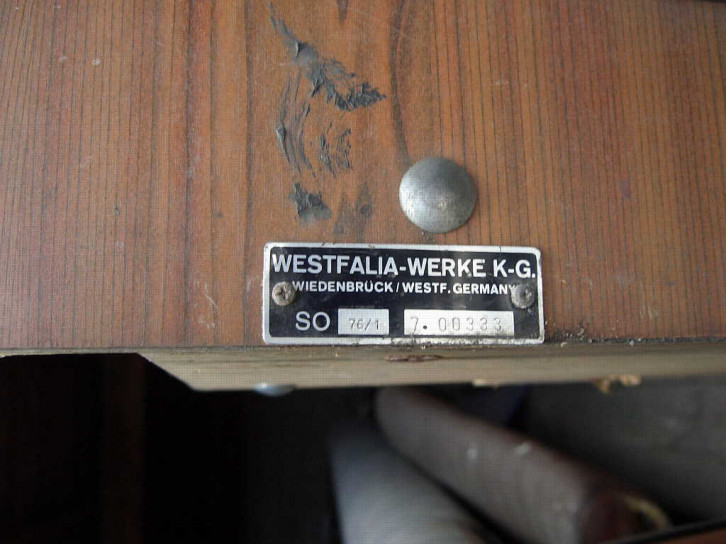 WESTFALIA-WERKE K-G.
WIEDENBRÜCK / WESTF. GERMANY
SO 76/1 7.00333